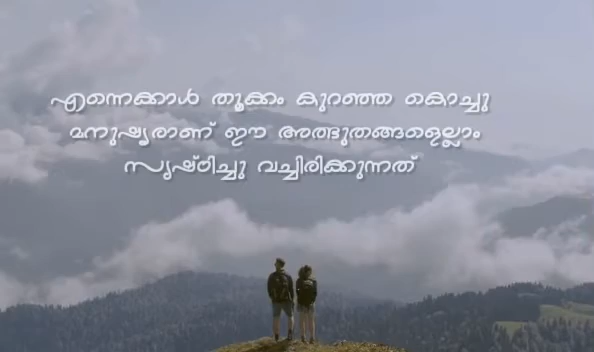 എന്നെക്കാൾ തൂക്കം കുറഞ്ഞ കൊച്ചു
മനുഷ്യരാണ് ഈ അത്ഭുതങ്ങളെല്ലാം
സൃഷ്ഠിച്ചു വച്ചിരിക്കുന്നത്